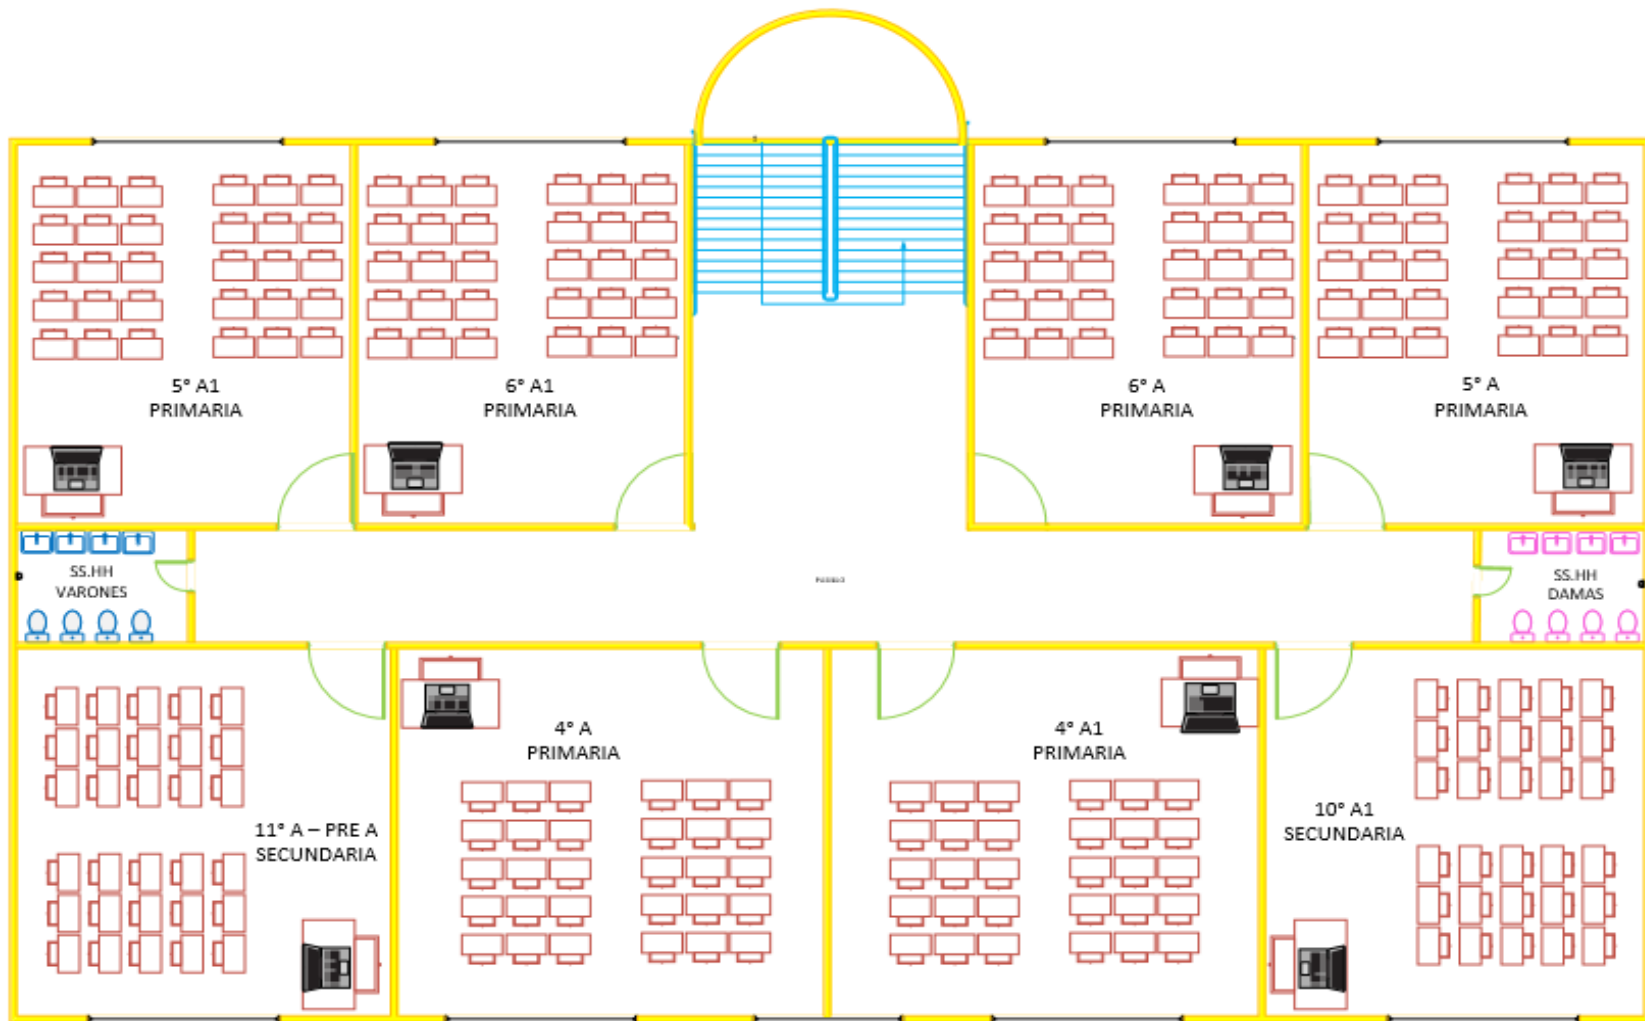 5° A1
PRIMARIA
6° A1
PRIMARIA
6° A
PRIMARIA
5° A
PRIMARIA
SS.HH
VARONES
SS.HH
DAMAS
4° A
PRIMARIA
4° A1
PRIMARIA
11° A – PRE A
SECUNDARIA
10° A1
SECUNDARIA